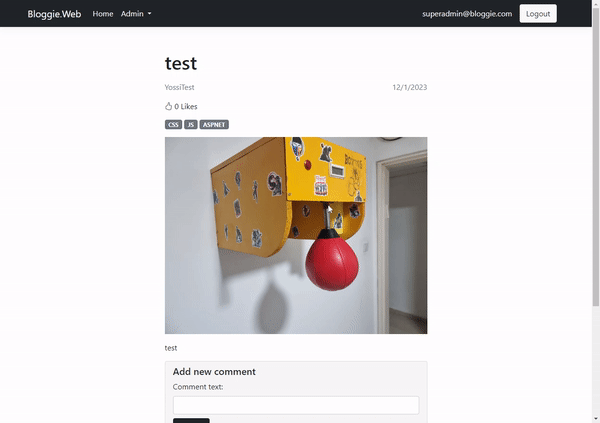 Bloggie.Web Home Admin superadmin@bloggie.com Logout
test
YossiTest 12/1/2023
0 Likes
CSS JS ASPNET
test
Add new comment
Comment text: